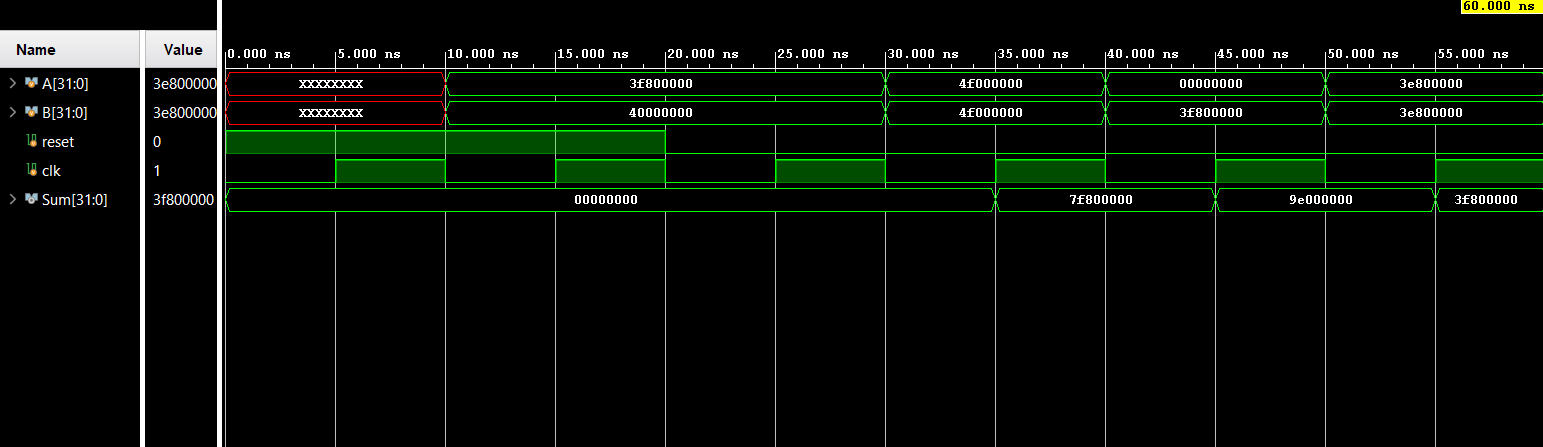 60.000 ns
Name Value
0.000 ns 5.000 ns 10.000 ns 15.000 ns 20.000 ns 25.000 ns 30.000 ns 35.000 ns 40.000 ns 45.000 ns 50.000 ns 55.000 ns
A[31:0] 3e800000 XXXXXXXX 3f800000 4f000000 00000000 3e800000
B[31:0] 3e800000 XXXXXXXX 40000000 4f000000 3f800000 3e800000
reset 0
clk 1
Sum[31:0] 3f800000 00000000 7f800000 9e000000 3f800000